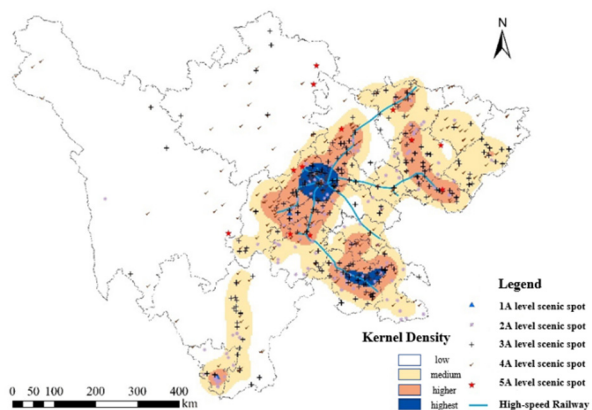 N
Legend
1A level scenic spot
2A level scenic spot
3A level scenic spot
4A level scenic spot
5A level scenic spot
High-speed Railway
Kernel Density
low
medium
higher
highest
0 50 100 200 300 400
km